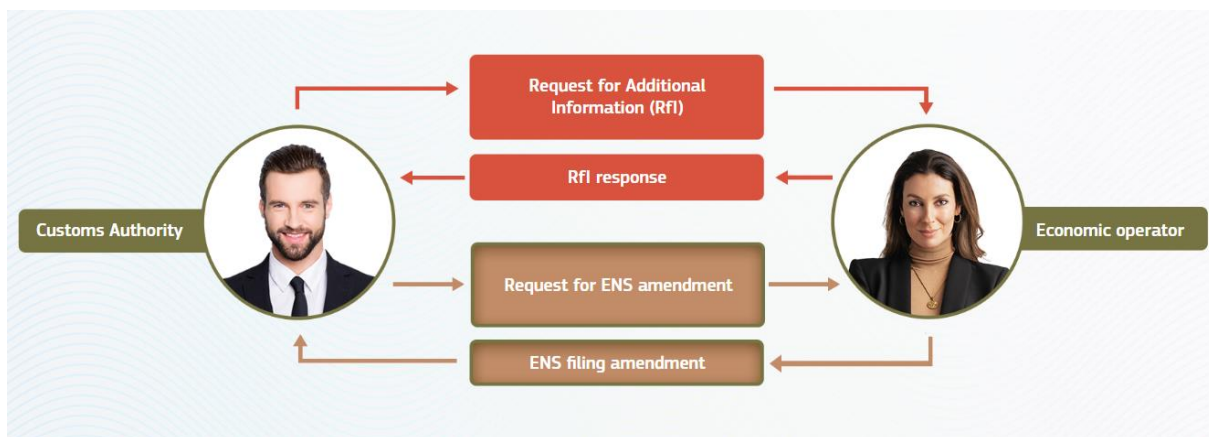 Request for Additional
Information (RfI)
RfI response
Customs Authority
Economic operator
Request for ENS amendment
ENS filing amendment